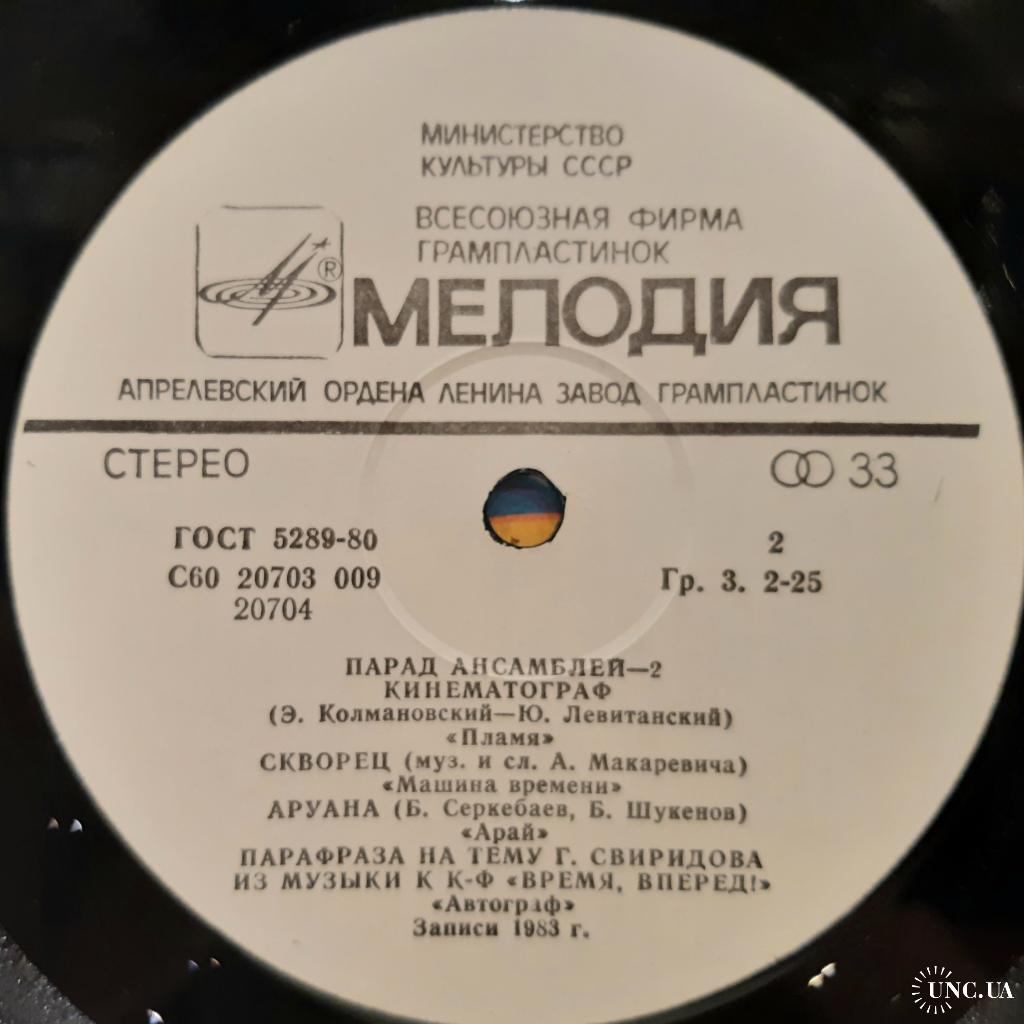 МИНИСТЕРСТВО
КУЛЬТУРЫ СССР
ВСЕСОЮЗНАЯ ФИРМА
ГРАМПЛАСТИНОК
®
МЕЛОДИЯ
АПРЕЛЕВСКИЙ ОРДЕНА ЛЕНИНА ЗАВОД ГРАМПЛАСТИНОК
СТЕРЕО
33
ГОСТ 5289-80
2
С60 20703 009
Гр. 3. 2-25
20704
ПАРАД АНСАМБЛЕЙ—2
КИНЕМАТОГРАФ
(Э. Колмановский—Ю. Левитанский)
«Пламя»
СКВОРЕЦ (муз. и сл. А. Макаревича)
«Машина времени»
АРУАНА (Б. Серкебаев, Б. Шукенов)
«Арай»
ПАРАФРАЗА НА ТЕМУ Г. СВИРИДОВА
ИЗ МУЗЫКИ К К-Ф «ВРЕМЯ, ВПЕРЕД!»
«Автограф»
Записи 1983 г.
UNC.UA